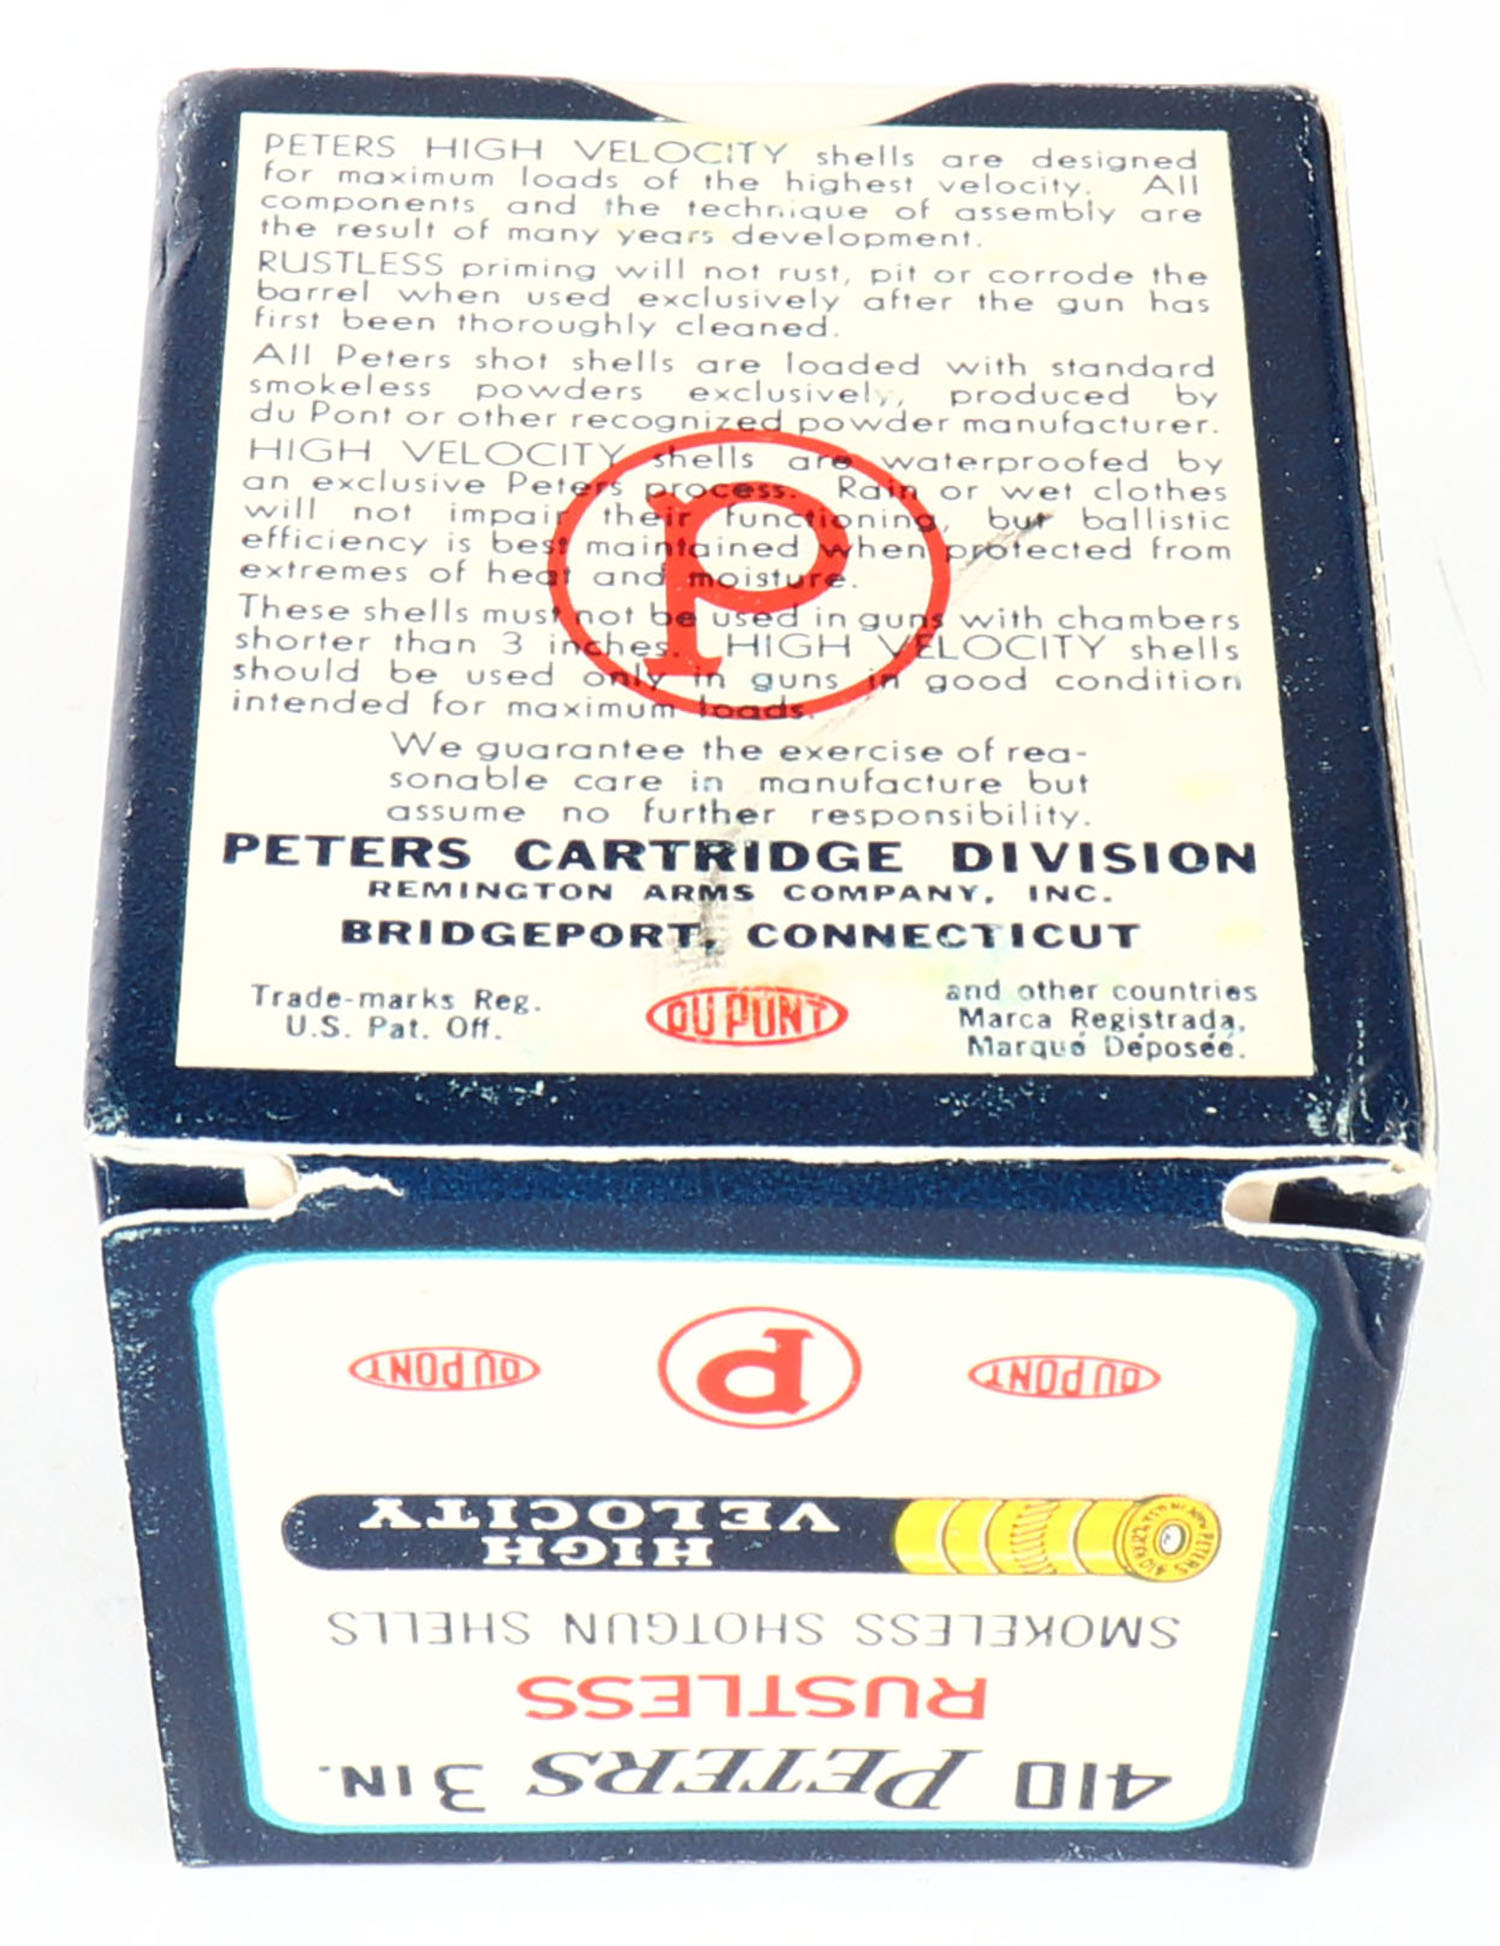 PETERS HIGH VELOCITY shells are designed
for maximum loads of the highest velocity. All
components and the technique of assembly are
the result of many years development.
RUSTLESS priming will not rust, pit or corrode the
barrel when used exclusively after the gun has
first been thoroughly cleaned.
All Peters shot shells are loaded with standard
smokeless powders exclusively, produced by
du Pont or other recognized powder manufacturer.
HIGH VELOCITY shells are waterproofed by
an exclusive Peters process. Rain or wet clothes
will not impair their functioning, but ballistic
efficiency is best maintained when protected from
extremes of heat and moisture.
These shells must not be used in guns with chambers
shorter than 3 inches. HIGH VELOCITY shells
should be used only in guns in good condition
intended for maximum loads.
P
We guarantee the exercise of rea-
sonable care in manufacture but
assume no further responsibility.
PETERS CARTRIDGE DIVISION
REMINGTON ARMS COMPANY, INC.
BRIDGEPORT, CONNECTICUT
Trade-marks Reg.
U.S. Pat. Off.
DU PONT
and other countries
Marca Registrada,
Marque Déposée.
410 PETERS 3 IN.
RUSTLESS
SMOKELESS SHOTGUN SHELLS
HIGH
VELOCITY
PETERS
DU PONT
P
DU PONT